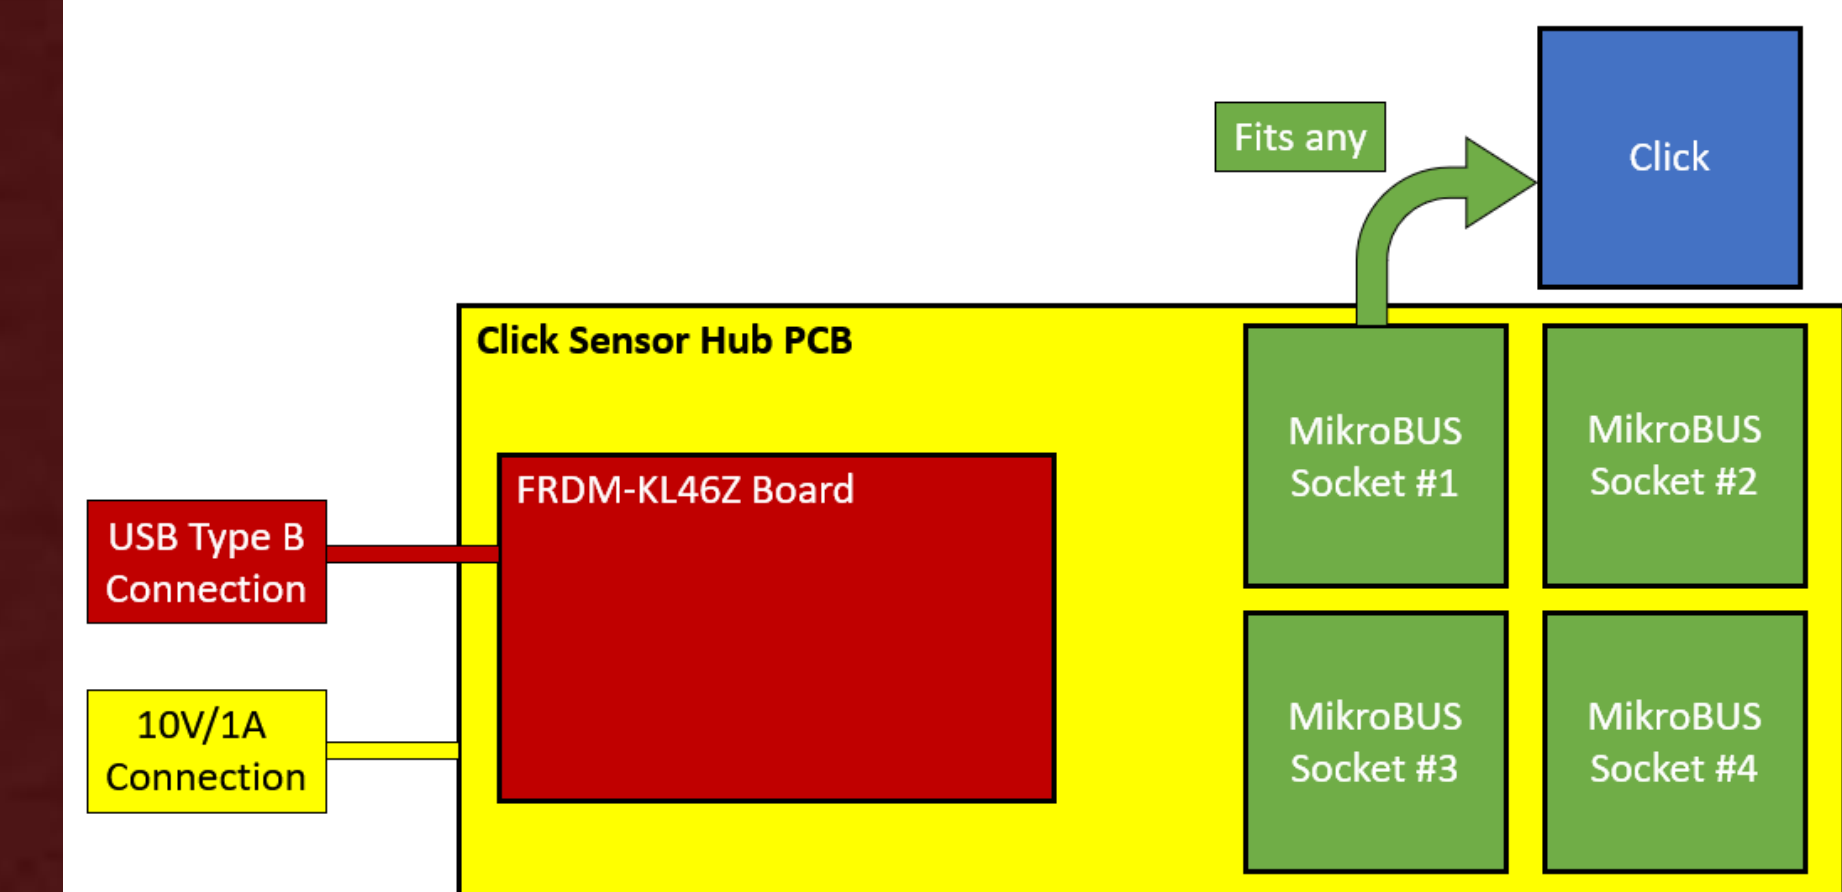 Fits any
Click
Click Sensor Hub PCB
FRDM-KL46Z Board
USB Type B
Connection
10V/1A
Connection
MikroBUS
Socket #1
MikroBUS
Socket #2
MikroBUS
Socket #3
MikroBUS
Socket #4